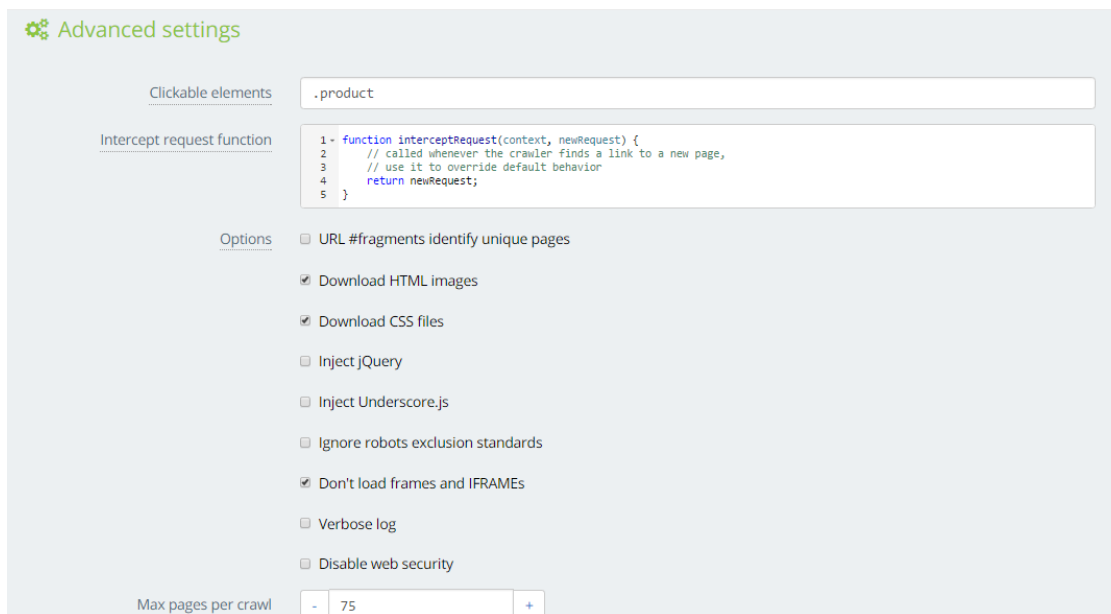 Advanced settings
Clickable elements
.product
Intercept request function
1 function interceptRequest(context, newRequest) {
2 // called whenever the crawler finds a link to a new page,
3 // use it to override default behavior
4 return newRequest;
5 }
Options
URL #fragments identify unique pages
Download HTML images
Download CSS files
Inject jQuery
Inject Underscore.js
Ignore robots exclusion standards
Don't load frames and IFRAMEs
Verbose log
Disable web security
Max pages per crawl
- 75 +